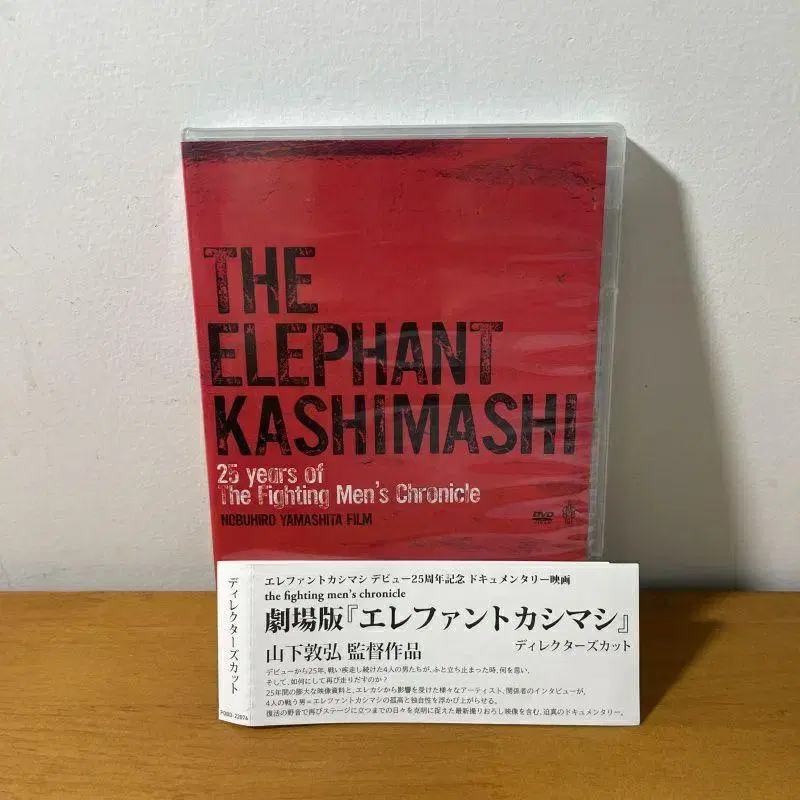 THE
ELEPHANT
KASHIMASHI
25 years of
The Fighting Men's Chronicle
NOBUHIRO YAMASHITA FILM
DVD
VIDEO
ディレクターズカット
エレファントカシマシ デビュー25周年記念 ドキュメンタリー映画
the fighting men's chronicle
劇場版『エレファントカシマシ』
ディレクターズカット
山下敦弘 監督作品
デビューから25年、戦い疾走し続けた4人の男たちが、ふと立ち止まった時、何を思い、
そして、如何にして再び走りだすのか?
25年間の膨大な映像資料と、エレカシから影響を受けた様々なアーティスト、関係者のインタビューが、
4人の戦う男=エレファントカシマシの孤高と独自性を浮かび上がらせる。
復活の野音で再びステージに立つまでの日々を克明に捉えた最新撮りおろし映像を含む、迫真のドキュメンタリー。